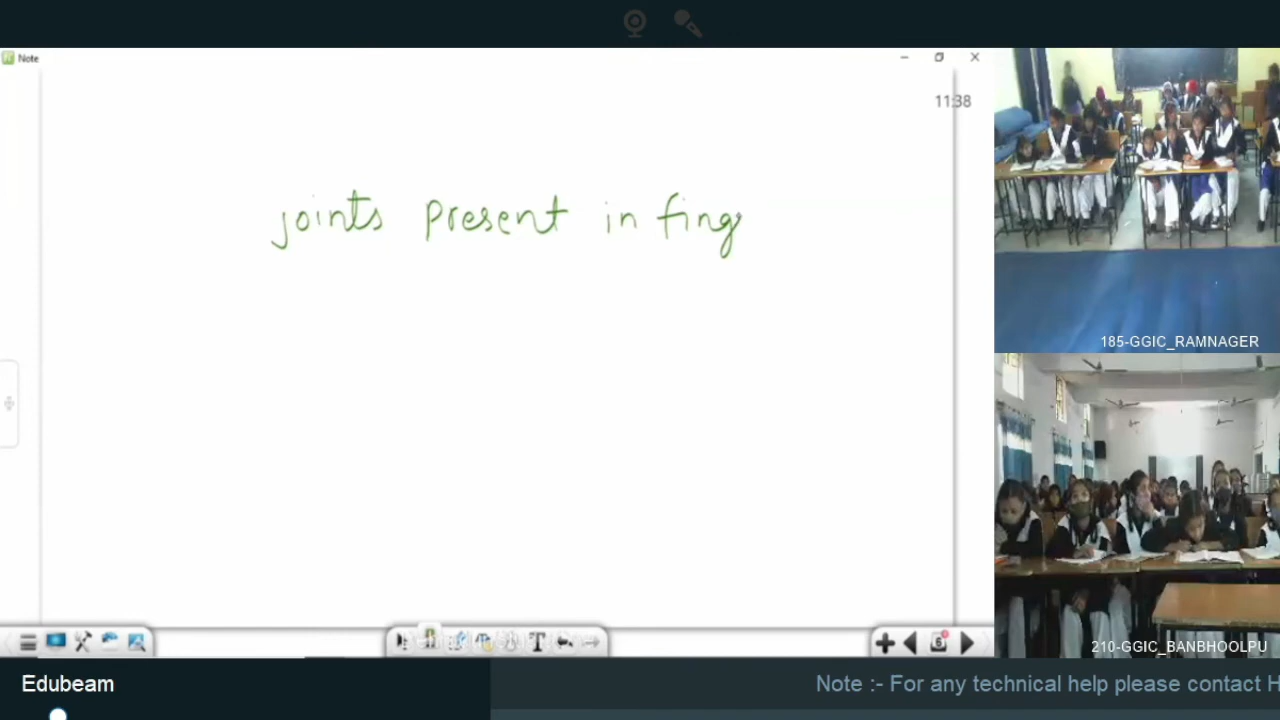 Note
11:38
joints present in fing
185-GGIC_RAMNAGER
210-GGIC_BANBHOOLPU
Edubeam
Note :- For any technical help please contact H